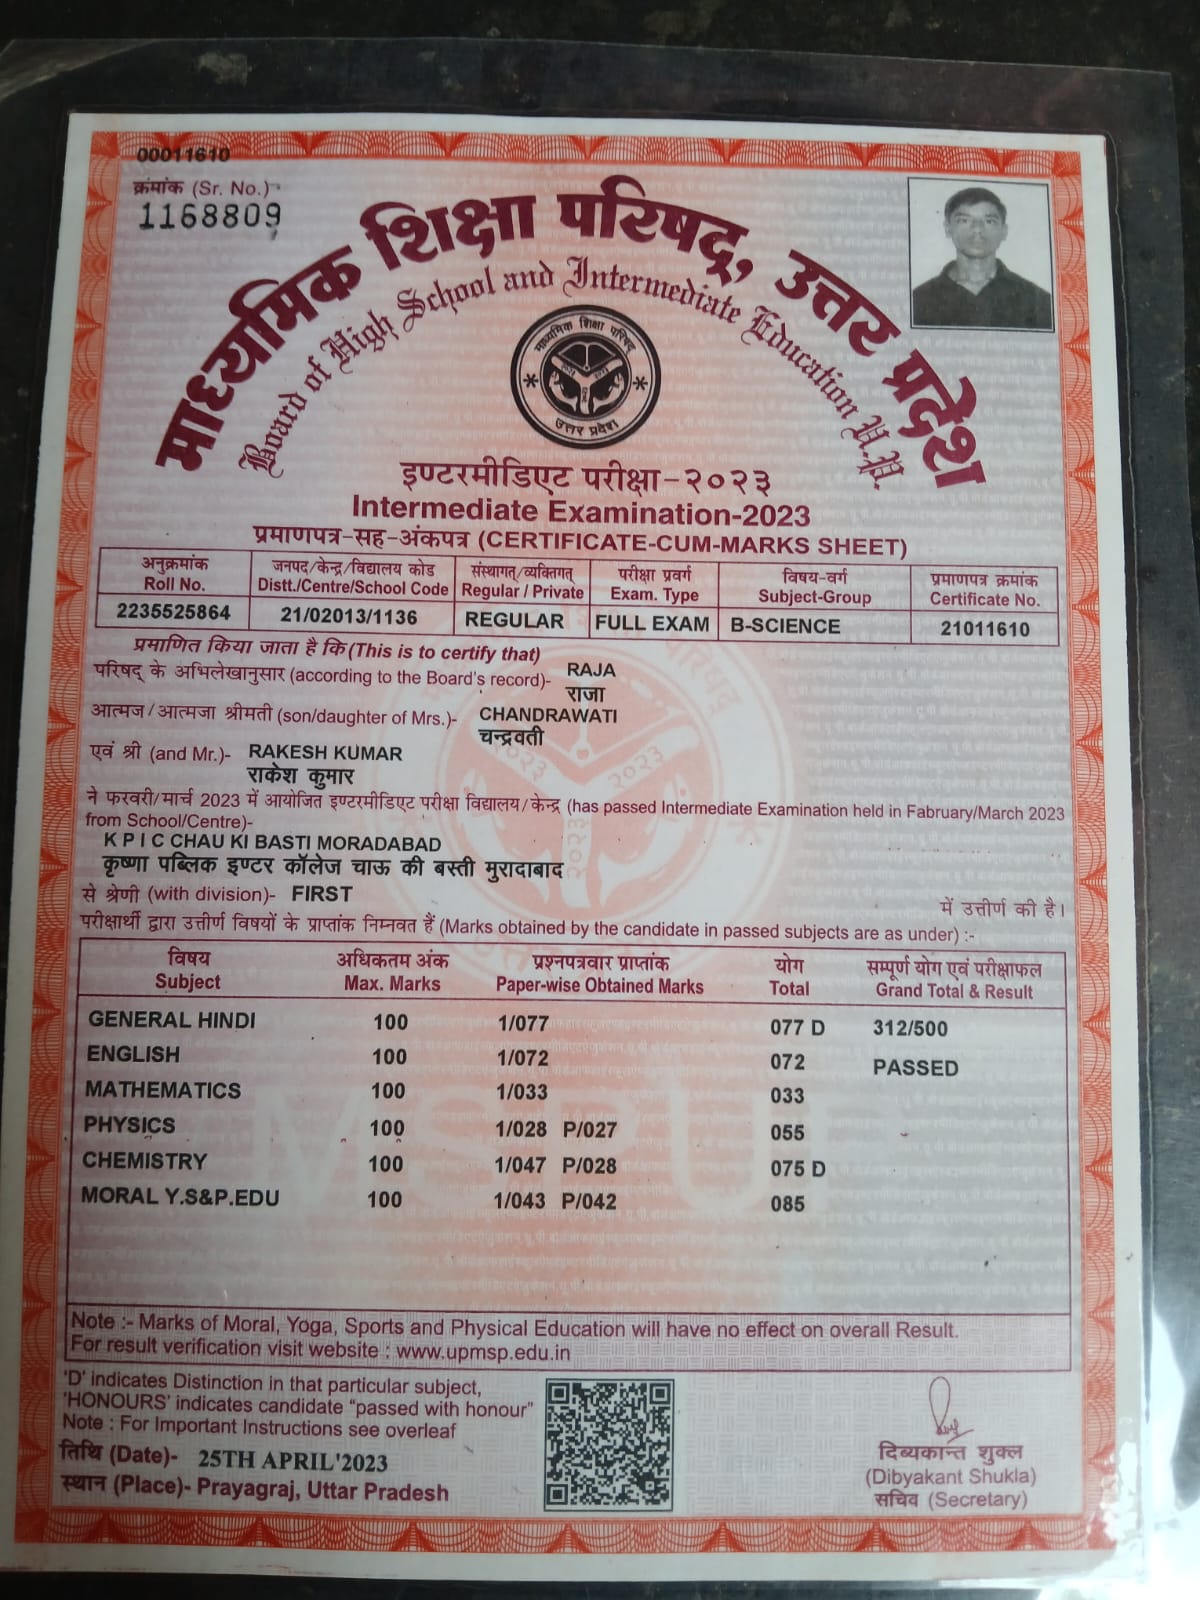 00011610
क्रमांक (Sr. No.)-
1168809
माध्यमिक शिक्षा परिषद्, उत्तर प्रदेश
Board of High School and Intermediate Education U.P.
माध्यमिक शिक्षा परिषद्
उत्तर प्रदेश
इण्टरमीडिएट परीक्षा-२०२३
Intermediate Examination-2023
प्रमाणपत्र-सह-अंकपत्र (CERTIFICATE-CUM-MARKS SHEET)
अनुक्रमांक जनपद/केन्द्र/विद्यालय कोड संस्थागत्/व्यक्तिगत् परीक्षा प्रवर्ग विषय-वर्ग प्रमाणपत्र क्रमांक
Roll No. Distt./Centre/School Code Regular / Private Exam. Type Subject-Group Certificate No.
2235525864 21/02013/1136 REGULAR FULL EXAM B-SCIENCE 21011610
प्रमाणित किया जाता है कि(This is to certify that)
परिषद् के अभिलेखानुसार (according to the Board's record)- RAJA
राजा
आत्मज/आत्मजा श्रीमती (son/daughter of Mrs.)- CHANDRAWATI
चन्द्रवती
एवं श्री (and Mr.)- RAKESH KUMAR
राकेश कुमार
ने फरवरी/मार्च 2023 में आयोजित इण्टरमीडिएट परीक्षा विद्यालय/केन्द्र (has passed Intermediate Examination held in Fabruary/March 2023
from School/Centre)-
K P I C CHAU KI BASTI MORADABAD
कृष्णा पब्लिक इण्टर कॉलेज चाऊ की बस्ती मुरादाबाद
से श्रेणी (with division)- FIRST में उत्तीर्ण की है।
परीक्षार्थी द्वारा उत्तीर्ण विषयों के प्राप्तांक निम्नवत हैं (Marks obtained by the candidate in passed subjects are as under) :-
विषय अधिकतम अंक प्रश्नपत्रवार प्राप्तांक योग सम्पूर्ण योग एवं परीक्षाफल
Subject Max. Marks Paper-wise Obtained Marks Total Grand Total & Result
GENERAL HINDI 100 1/077 077 D 312/500
ENGLISH 100 1/072 072 PASSED
MATHEMATICS 100 1/033 033
PHYSICS 100 1/028 P/027 055
CHEMISTRY 100 1/047 P/028 075 D
MORAL Y.S&P.EDU 100 1/043 P/042 085
Note :- Marks of Moral, Yoga, Sports and Physical Education will have no effect on overall Result.
For result verification visit website : www.upmsp.edu.in
'D' indicates Distinction in that particular subject,
'HONOURS' indicates candidate "passed with honour"
Note : For Important Instructions see overleaf
तिथि (Date)- 25TH APRIL'2023
स्थान (Place)- Prayagraj, Uttar Pradesh
दिब्यकान्त शुक्ल
(Dibyakant Shukla)
सचिव (Secretary)